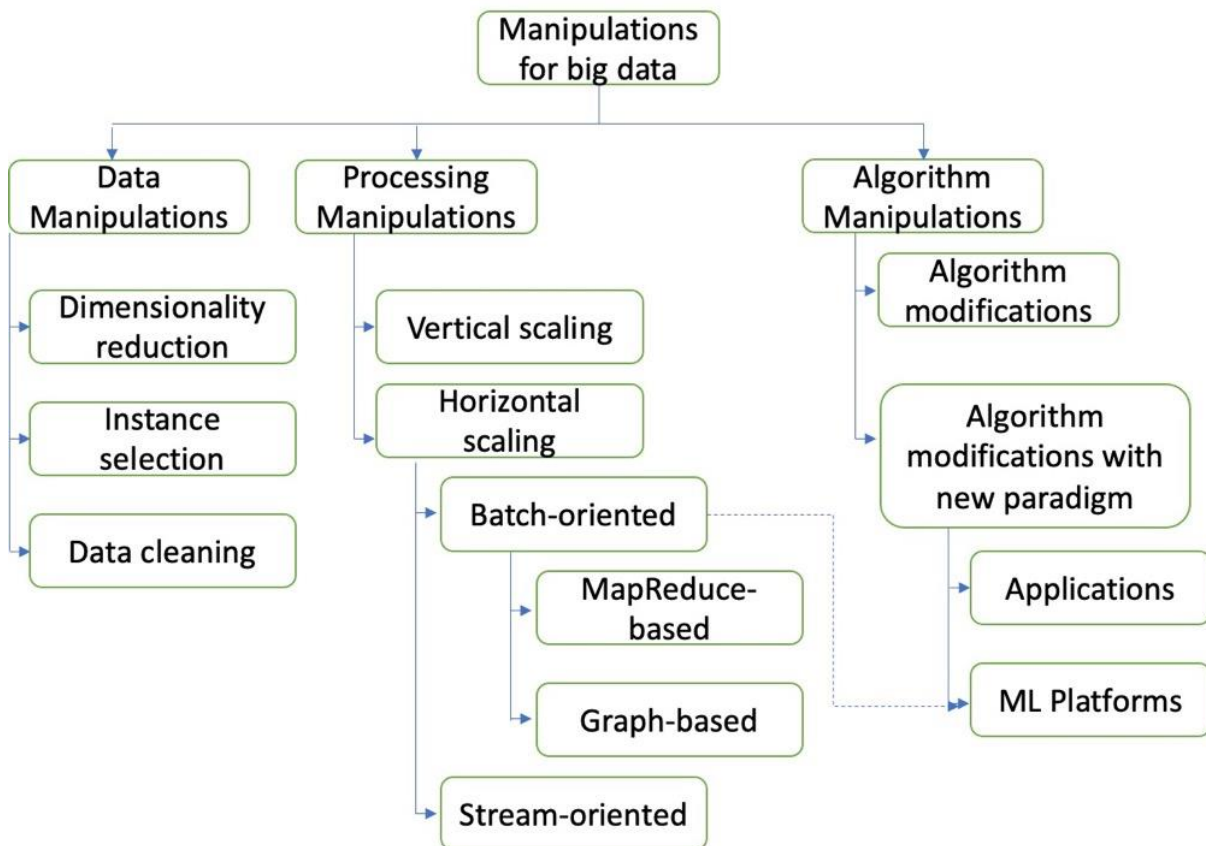 Manipulations
for big data
Data
Manipulations
Dimensionality
reduction
Instance
selection
Data cleaning
Processing
Manipulations
Vertical scaling
Horizontal
scaling
Batch-oriented
MapReduce-
based
Graph-based
Stream-oriented
Algorithm
Manipulations
Algorithm
modifications
Algorithm
modifications with
new paradigm
Applications
ML Platforms